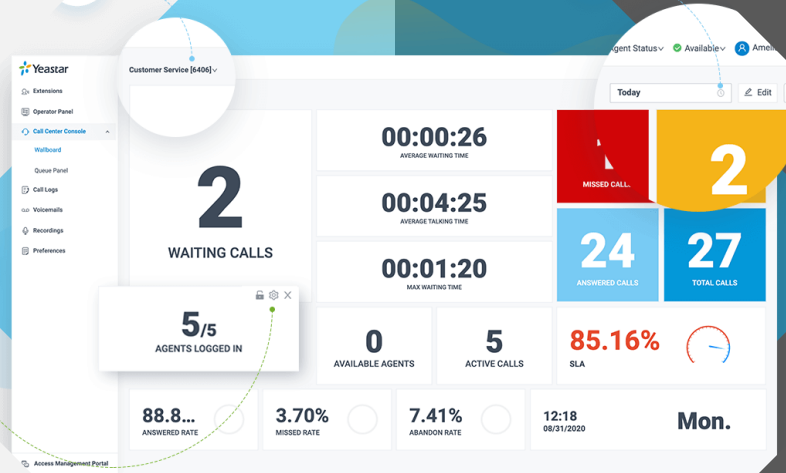 Yeastar
Extensions
Operator Panel
Call Center Console
Wallboard
Queue Panel
Call Logs
Voicemails
Recordings
Preferences
Access Management Portal
Customer Service [6406]
Agent Status
Available
Today
Edit
2
WAITING CALLS
00:00:26
AVERAGE WAITING TIME
00:04:25
AVERAGE TALKING TIME
00:01:20
MAX WAITING TIME
MISSED CALL.
2
24
ANSWERED CALLS
27
TOTAL CALLS
5/5
AGENTS LOGGED IN
0
AVAILABLE AGENTS
5
ACTIVE CALLS
85.16%
SLA
88.8...
ANSWERED RATE
3.70%
MISSED RATE
7.41%
ABANDON RATE
12:18
08/31/2020
Mon.